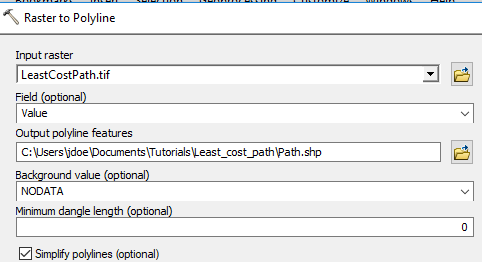 Raster to Polyline
Input raster
LeastCostPath.tif
Field (optional)
Value
Output polyline features
C:\Users\jdoe\Documents\Tutorials\Least_cost_path\Path.shp
Background value (optional)
NODATA
Minimum dangle length (optional)
0
Simplify polylines (optional)